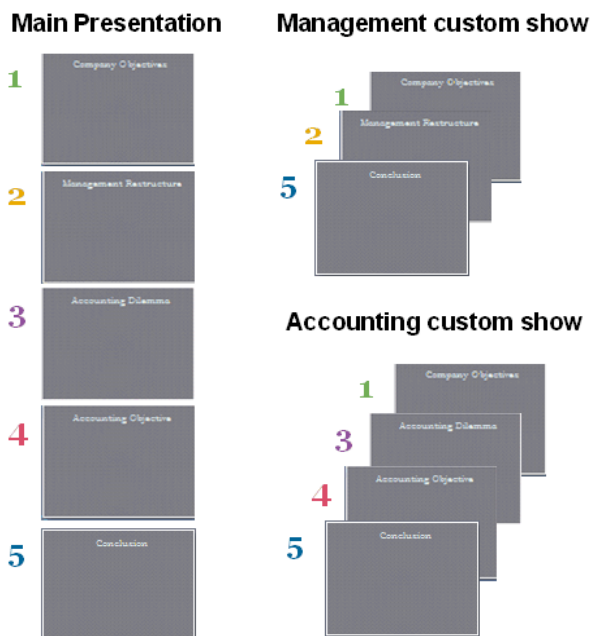 Main Presentation
1
Company Objectives
2
Management Restructure
3
Accounting Dilemma
4
Accounting Objective
5
Conclusion
Management custom show
1
Company Objectives
2
Management Restructure
5
Conclusion
Accounting custom show
1
Company Objectives
3
Accounting Dilemma
4
Accounting Objective
5
Conclusion